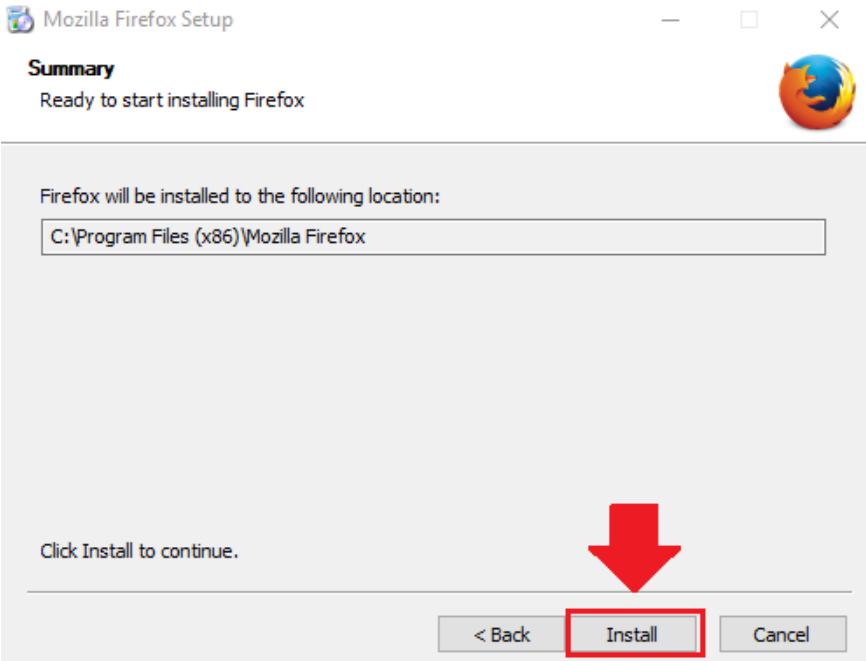 Mozilla Firefox Setup
Summary
Ready to start installing Firefox
Firefox will be installed to the following location:
C:\Program Files (x86)\Mozilla Firefox
Click Install to continue.
< Back
Install
Cancel